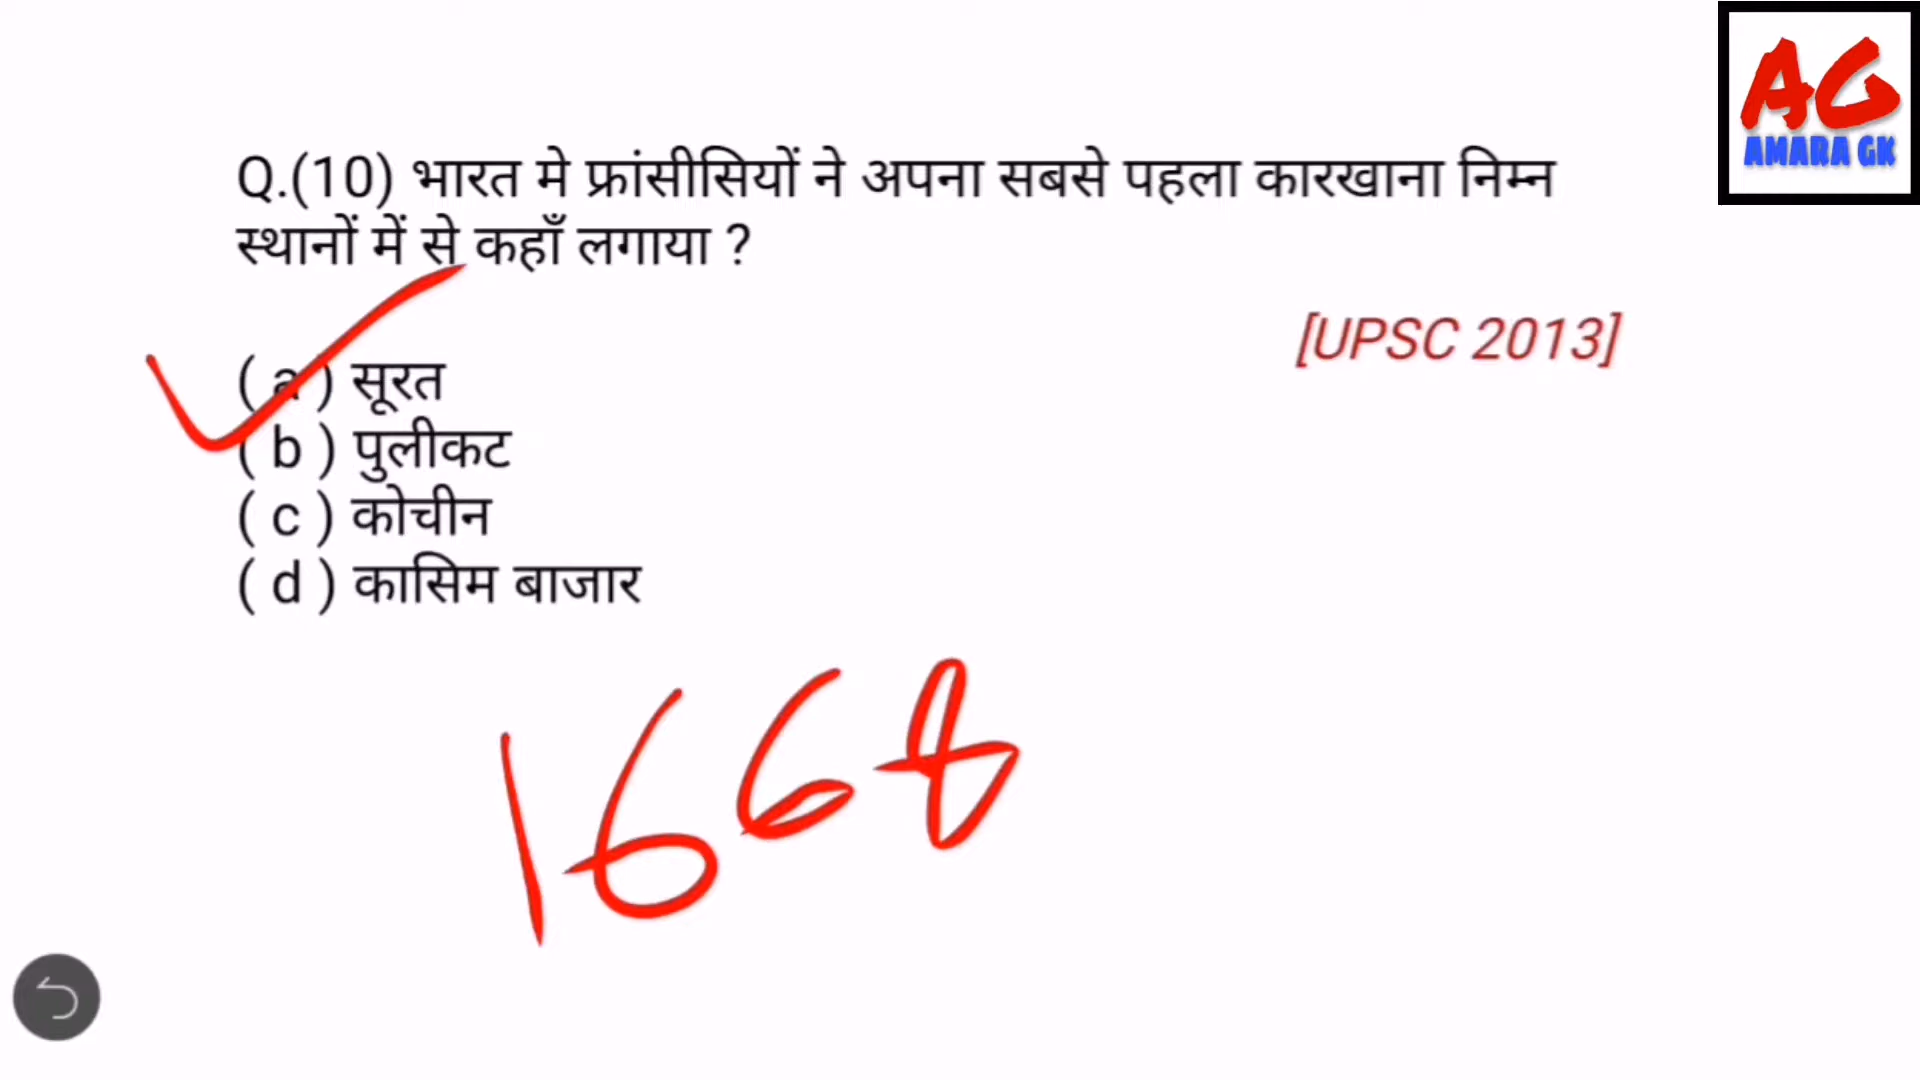 AG
AMARA GK
Q.(10) भारत मे फ्रांसीसियों ने अपना सबसे पहला कारखाना निम्न
स्थानों में से कहाँ लगाया ?
[UPSC 2013]
( a ) सूरत
( b ) पुलीकट
( c ) कोचीन
( d ) कासिम बाजार
1668